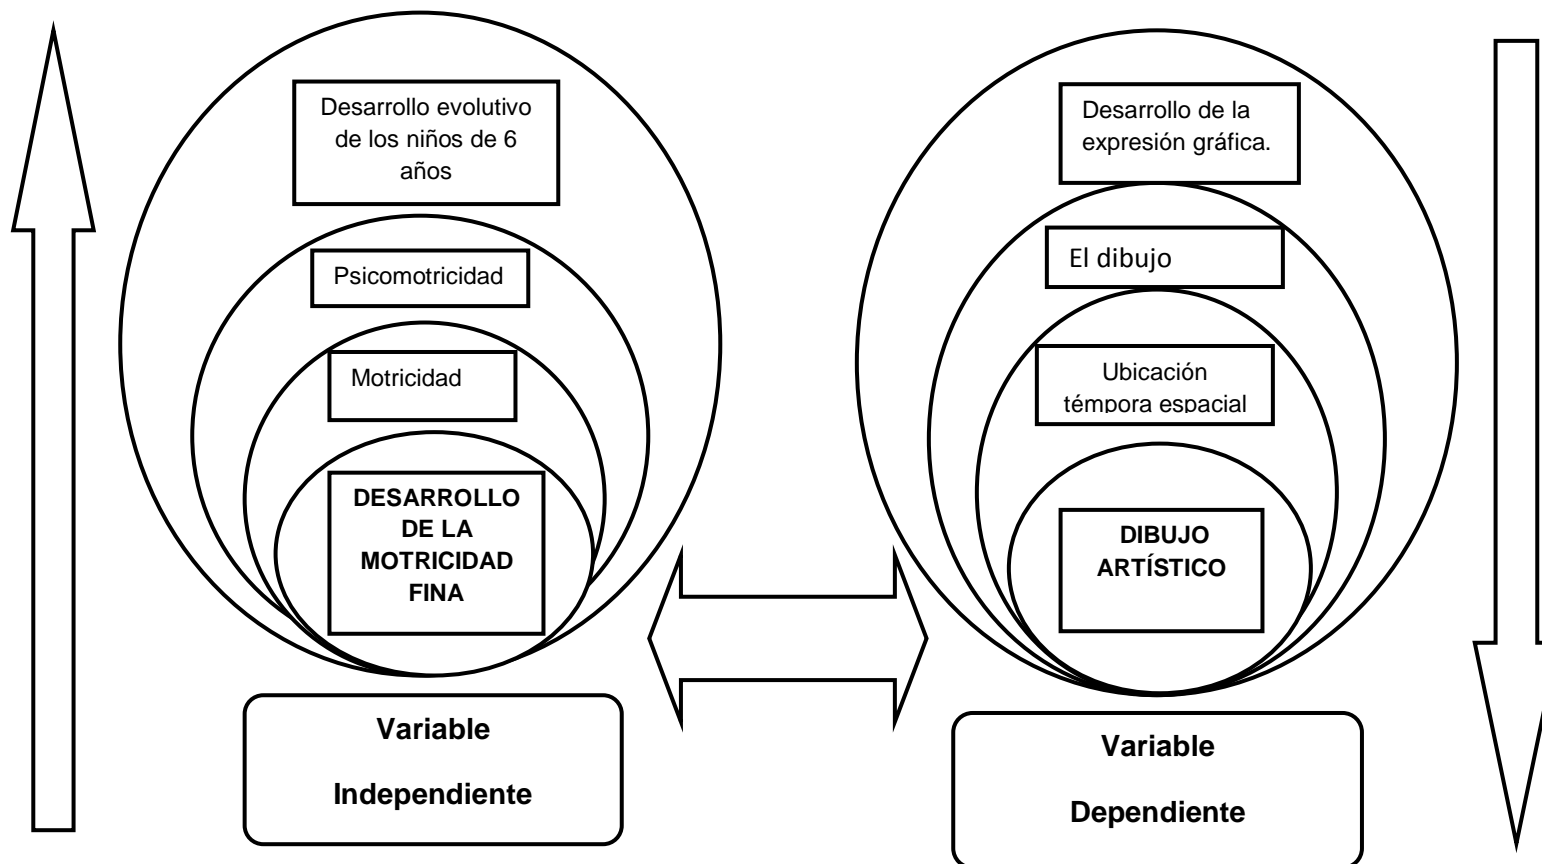 Desarrollo evolutivo
de los niños de 6
años
Psicomotricidad
Motricidad
DESARROLLO
DE LA
MOTRICIDAD
FINA
Variable
Independiente
Desarrollo de la
expresión gráfica.
El dibujo
Ubicación
témpora espacial
DIBUJO
ARTÍSTICO
Variable
Dependiente